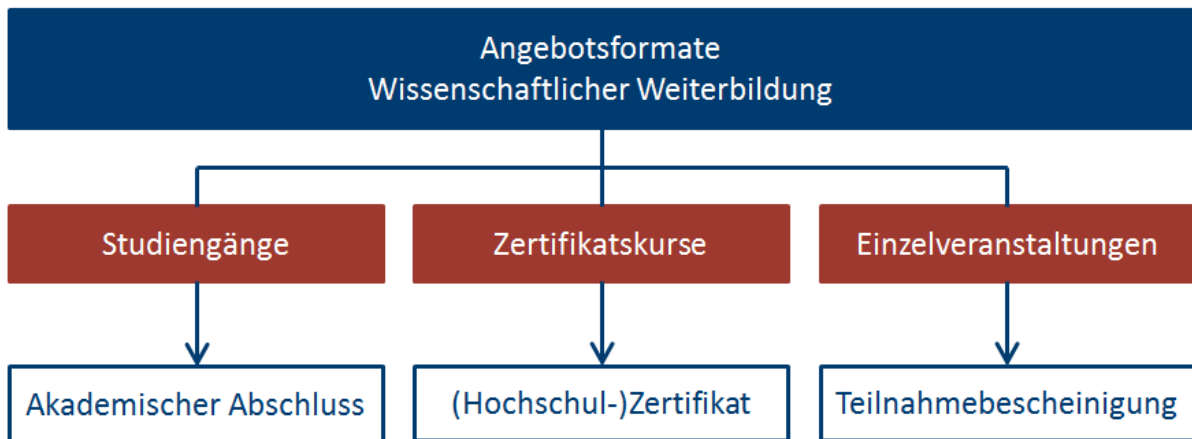 Angebotsformate
Wissenschaftlicher Weiterbildung
Studiengänge
Zertifikatskurse
Einzelveranstaltungen
Akademischer Abschluss
(Hochschul-)Zertifikat
Teilnahmebescheinigung